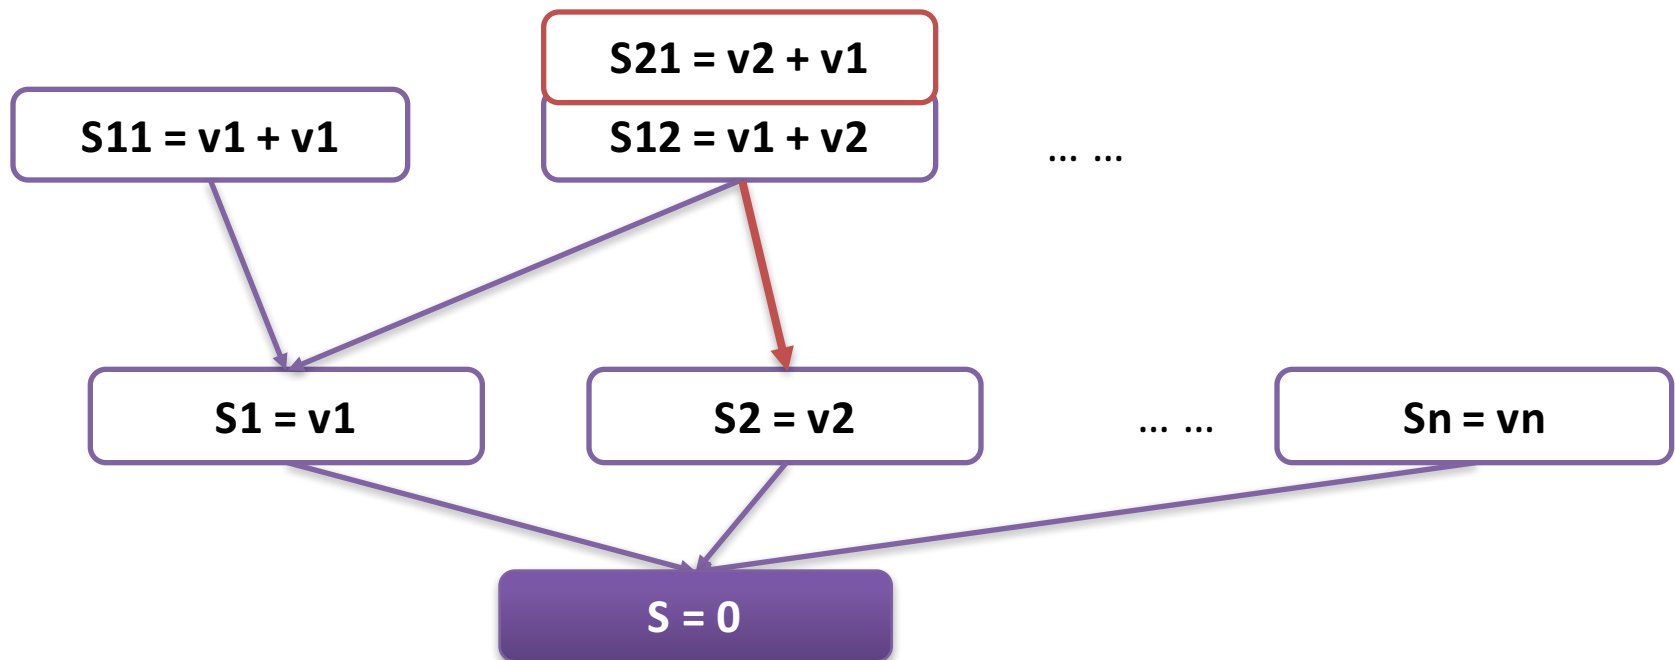 S21 = v2 + v1
S11 = v1 + v1
S12 = v1 + v2
... ...
S1 = v1
S2 = v2
... ...
Sn = vn
S = 0